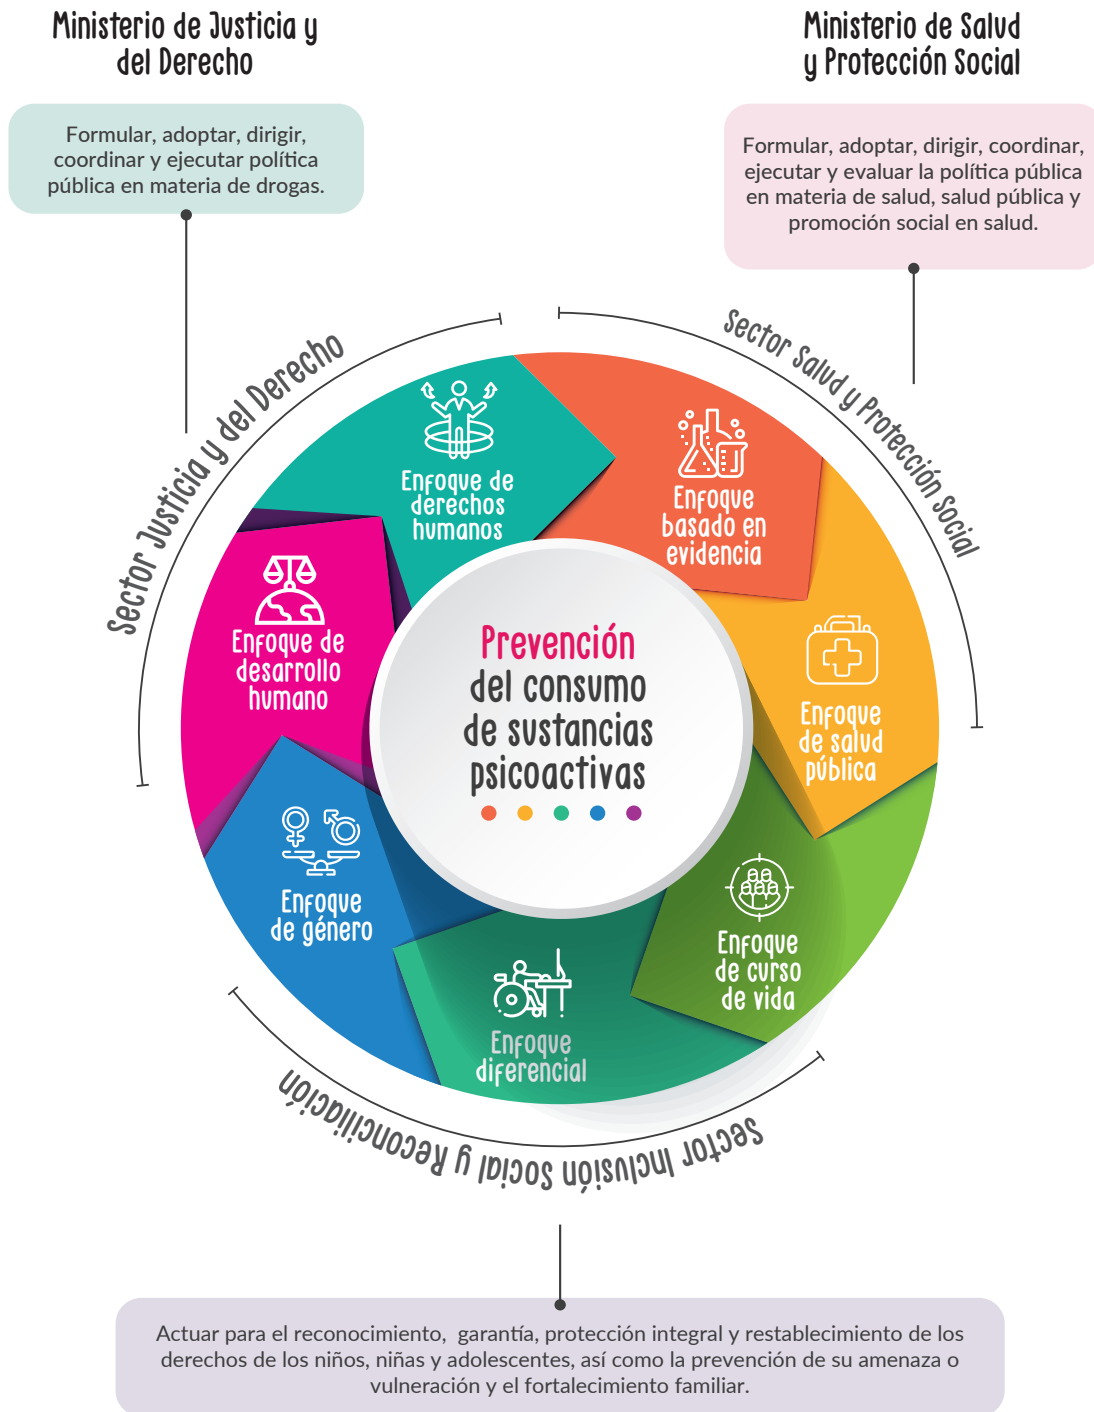 Ministerio de Justicia y
del Derecho
Ministerio de Salud
y Protección Social
Formular, adoptar, dirigir,
coordinar y ejecutar política
pública en materia de drogas.
Formular, adoptar, dirigir, coordinar,
ejecutar y evaluar la política pública
en materia de salud, salud pública y
promoción social en salud.
Sector Justicia y del Derecho
Sector Salud y Protección Social
Enfoque de
derechos
humanos
Enfoque
basado en
evidencia
Enfoque de
desarrollo
humano
Prevención
del consumo
de sustancias
psicoactivas
Enfoque
de salud
pública
Enfoque
de género
Enfoque
diferencial
Enfoque
de curso
de vida
Sector Inclusión Social y Reconciliación
Actuar para el reconocimiento, garantía, protección integral y restablecimiento de los
derechos de los niños, niñas y adolescentes, así como la prevención de su amenaza o
vulneración y el fortalecimiento familiar.